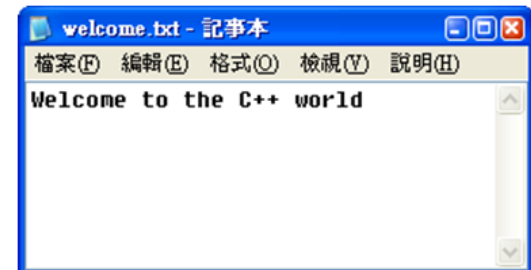 welcome.txt - 記事本
檔案(F) 編輯(E) 格式(O) 檢視(V) 說明(H)
Welcome to the C++ world